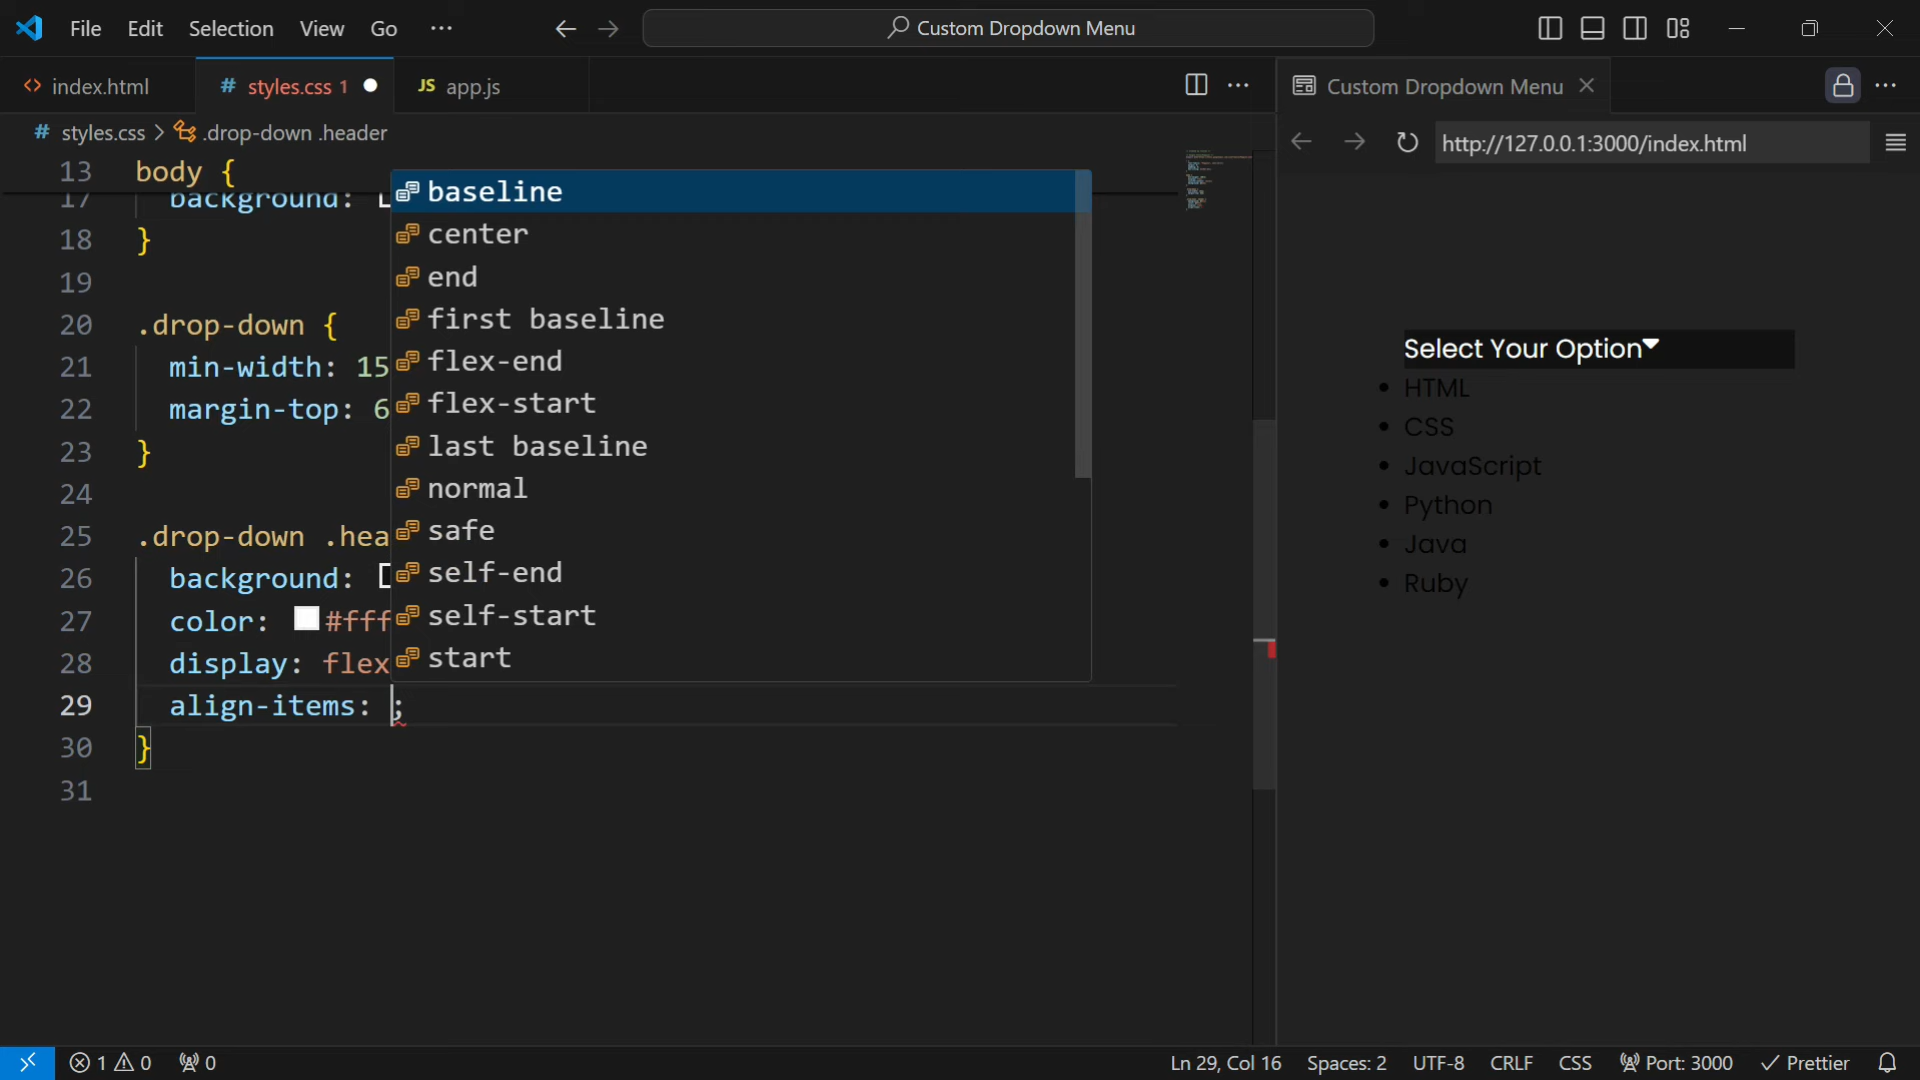 File Edit Selection View Go ···
Custom Dropdown Menu
<> index.html
# styles.css 1
JS app.js
Custom Dropdown Menu
# styles.css > .drop-down .header
http://127.0.0.1:3000/index.html
13 body {
17 background:
18 }
19
20 .drop-down {
21 min-width: 15
22 margin-top: 6
23 }
24
25 .drop-down .hea
26 background:
27 color: #fff
28 display: flex
29 align-items: ;
30 }
31
baseline
center
end
first baseline
flex-end
flex-start
last baseline
normal
safe
self-end
self-start
start
Select Your Option
• HTML
• CSS
• JavaScript
• Python
• Java
• Ruby
1 0 0 Ln 29, Col 16 Spaces: 2 UTF-8 CRLF CSS Port: 3000 Prettier